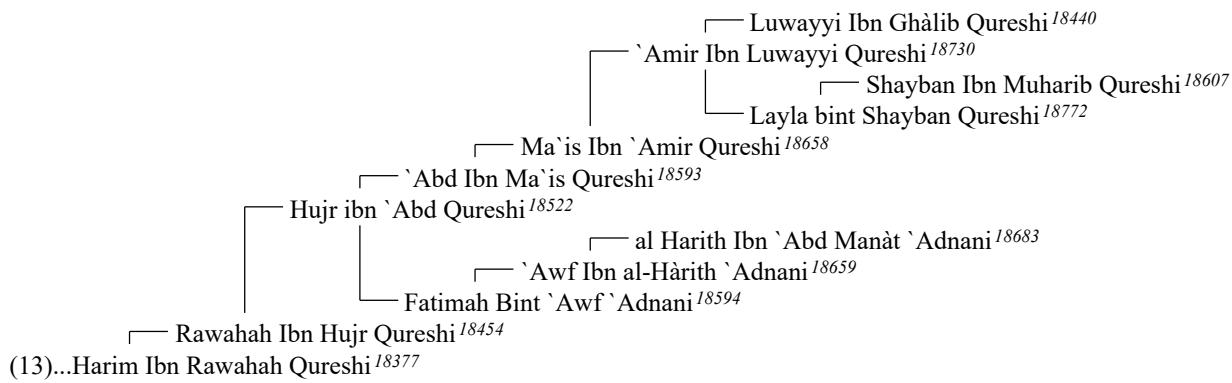 Luwayyi Ibn Ghàlib Qureshi 18440
`Amir Ibn Luwayyi Qureshi 18730
Shayban Ibn Muharib Qureshi 18607
Layla bint Shayban Qureshi 18772
Ma`is Ibn `Amir Qureshi 18658
`Abd Ibn Ma`is Qureshi 18593
Hujr ibn `Abd Qureshi 18522
al Harith Ibn `Abd Manàt `Adnani 18683
`Awf Ibn al-Hàrith `Adnani 18659
Fatimah Bint `Awf `Adnani 18594
Rawahah Ibn Hujr Qureshi 18454
(13)...Harim Ibn Rawahah Qureshi 18377